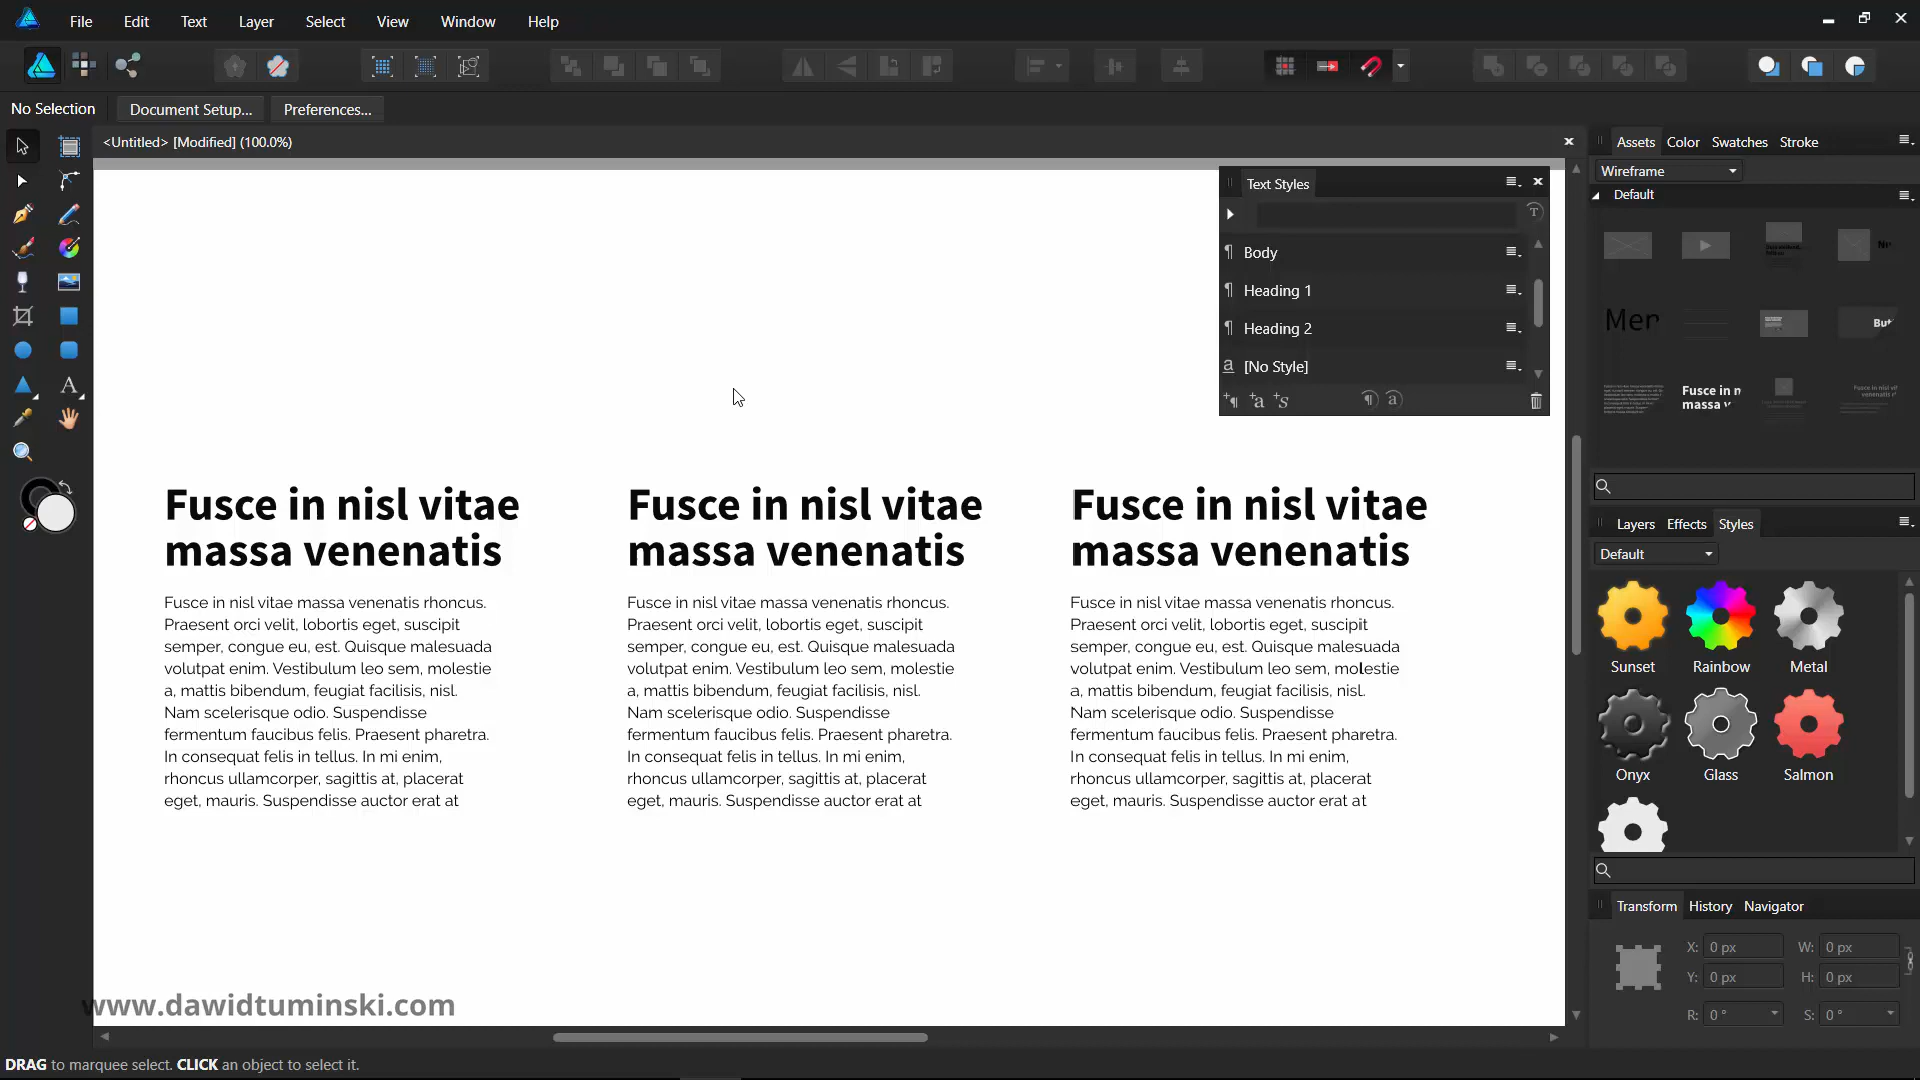 File Edit Text Layer Select View Window Help
No Selection Document Setup... Preferences...
<Untitled> [Modified] (100.0%)
Text Styles
Body
Heading 1
Heading 2
a [No Style]
Fusce in nisl vitae
massa venenatis
Fusce in nisl vitae massa venenatis rhoncus.
Praesent orci velit, lobortis eget, suscipit
semper, congue eu, est. Quisque malesuada
volutpat enim. Vestibulum leo sem, molestie
a, mattis bibendum, feugiat facilisis, nisl.
Nam scelerisque odio. Suspendisse
fermentum faucibus felis. Praesent pharetra.
In consequat felis in tellus. In mi enim,
rhoncus ullamcorper, sagittis at, placerat
eget, mauris. Suspendisse auctor erat at
Fusce in nisl vitae
massa venenatis
Fusce in nisl vitae massa venenatis rhoncus.
Praesent orci velit, lobortis eget, suscipit
semper, congue eu, est. Quisque malesuada
volutpat enim. Vestibulum leo sem, molestie
a, mattis bibendum, feugiat facilisis, nisl.
Nam scelerisque odio. Suspendisse
fermentum faucibus felis. Praesent pharetra.
In consequat felis in tellus. In mi enim,
rhoncus ullamcorper, sagittis at, placerat
eget, mauris. Suspendisse auctor erat at
Fusce in nisl vitae
massa venenatis
Fusce in nisl vitae massa venenatis rhoncus.
Praesent orci velit, lobortis eget, suscipit
semper, congue eu, est. Quisque malesuada
volutpat enim. Vestibulum leo sem, molestie
a, mattis bibendum, feugiat facilisis, nisl.
Nam scelerisque odio. Suspendisse
fermentum faucibus felis. Praesent pharetra.
In consequat felis in tellus. In mi enim,
rhoncus ullamcorper, sagittis at, placerat
eget, mauris. Suspendisse auctor erat at
www.dawidtuminski.com
DRAG to marquee select. CLICK an object to select it.
Assets Color Swatches Stroke
Wireframe
Default
Mer
But
Fusce in n
massa v
Layers Effects Styles
Default
Sunset Rainbow Metal
Onyx Glass Salmon
Transform History Navigator
X: 0 px W: 0 px
Y: 0 px H: 0 px
R: 0 ° S: 0 °